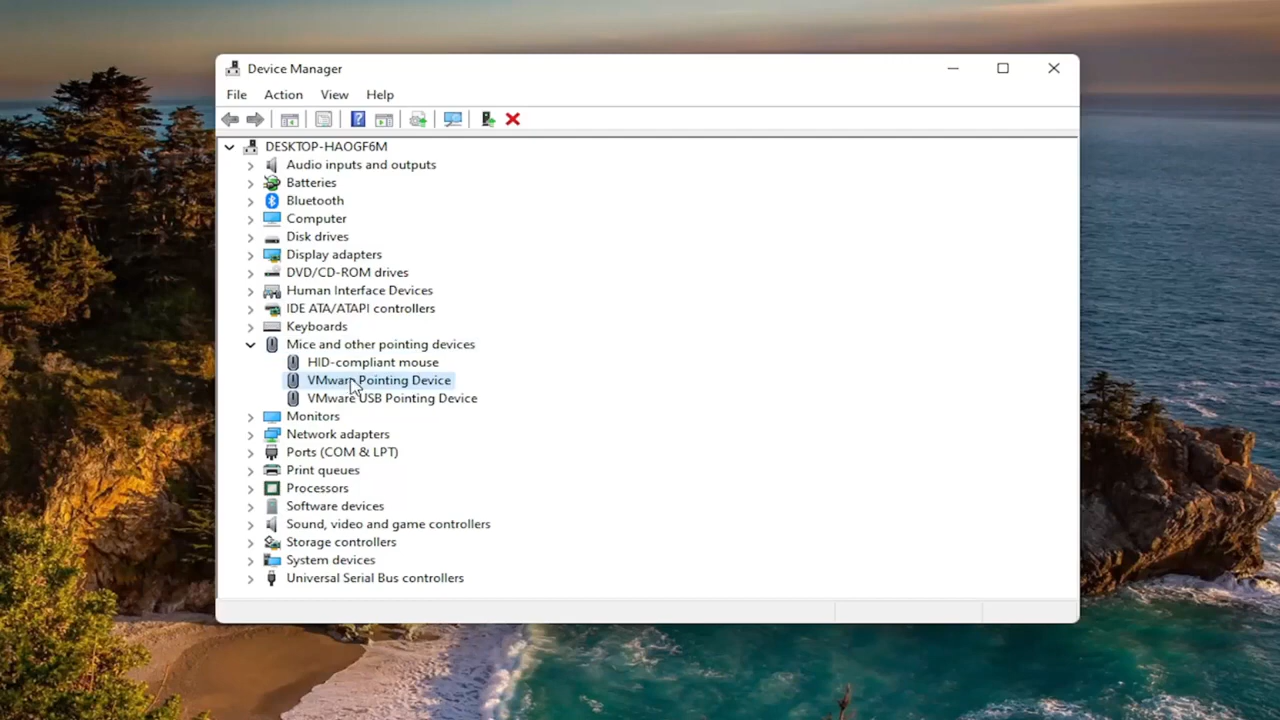 Device Manager
File Action View Help
DESKTOP-HAOGF6M
Audio inputs and outputs
Batteries
Bluetooth
Computer
Disk drives
Display adapters
DVD/CD-ROM drives
Human Interface Devices
IDE ATA/ATAPI controllers
Keyboards
Mice and other pointing devices
HID-compliant mouse
VMware Pointing Device
VMware USB Pointing Device
Monitors
Network adapters
Ports (COM & LPT)
Print queues
Processors
Software devices
Sound, video and game controllers
Storage controllers
System devices
Universal Serial Bus controllers